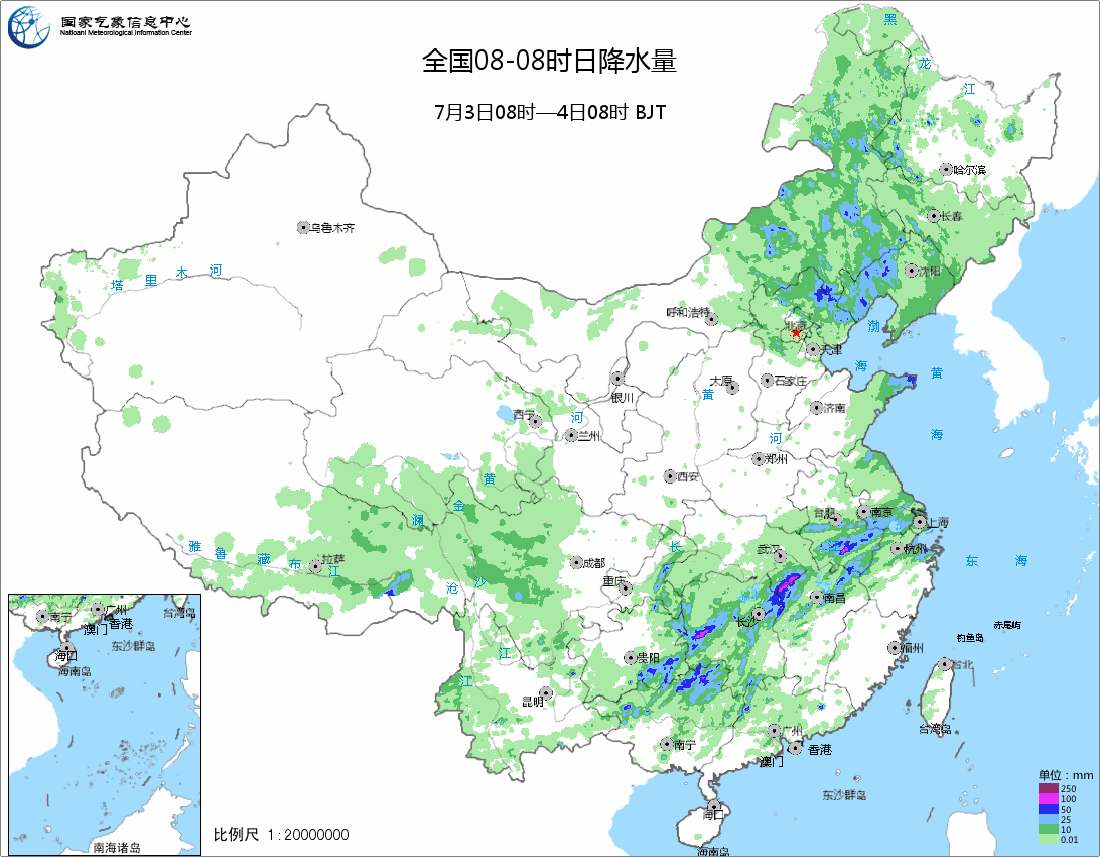 国家气象信息中心
Naitioanl Meteorological Information Center
全国08-08时日降水量
7月3日08时—4日08时 BJT
黑
龙
江
哈尔滨
长春
乌鲁木齐
沈阳
塔 里 木 河
呼和浩特
北京
渤
天津
海
黄
太原
石家庄
银川
黄
济南
西宁
河
兰州
河
海
郑州
西安
黄
金
澜
合肥
南京
上海
雅 鲁 藏 布 江
拉萨
长
武汉
杭州
东 海
成都
重庆
沧 沙
江
南昌
长沙
赤尾屿
钓鱼岛
江
贵阳
福州
台北
江
昆明
台湾岛
广州
南宁
香港
澳门
东沙群岛
海口
海南岛
南宁
广州
台湾岛
澳门
香港
东沙群岛
海口
海南岛
南海诸岛
比例尺 1:20000000
单位：mm
250
100
50
25
10
0.01